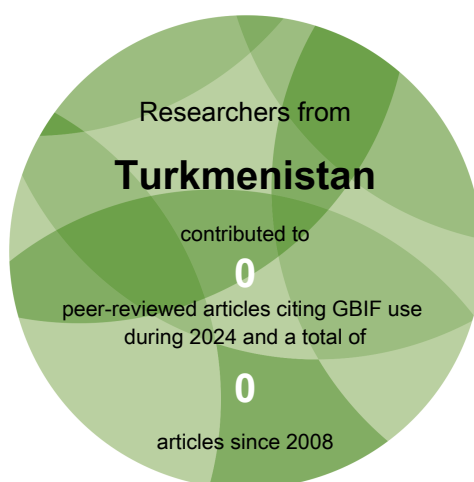 Researchers from
Turkmenistan
contributed to
0
peer-reviewed articles citing GBIF use
during 2024 and a total of
0
articles since 2008